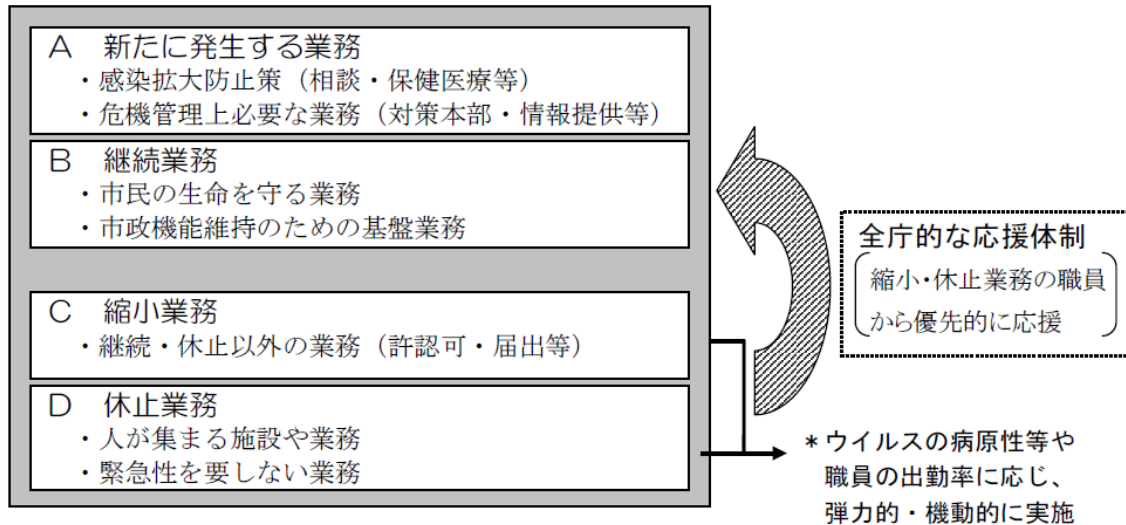 A 新たに発生する業務
・感染拡大防止策（相談・保健医療等）
・危機管理上必要な業務（対策本部・情報提供等）
B 継続業務
・市民の生命を守る業務
・市政機能維持のための基盤業務
C 縮小業務
・継続・休止以外の業務（許認可・届出等）
D 休止業務
・人が集まる施設や業務
・緊急性を要しない業務
全庁的な応援体制
縮小・休止業務の職員
から優先的に応援
＊ウイルスの病原性等や
職員の出勤率に応じ、
弾力的・機動的に実施